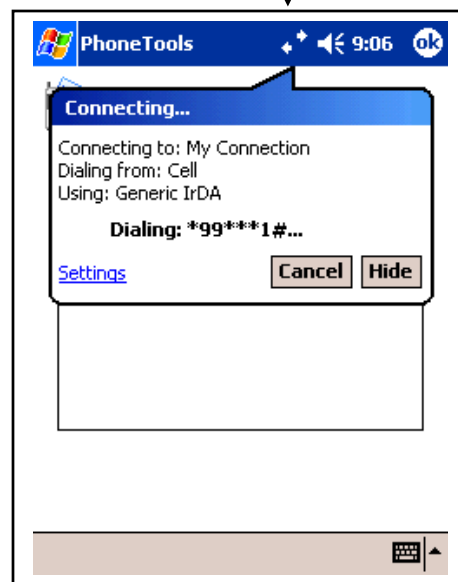 PhoneTools 9:06 ok
Connecting...
Connecting to: My Connection
Dialing from: Cell
Using: Generic IrDA
Dialing: *99***1#...
Settings Cancel Hide